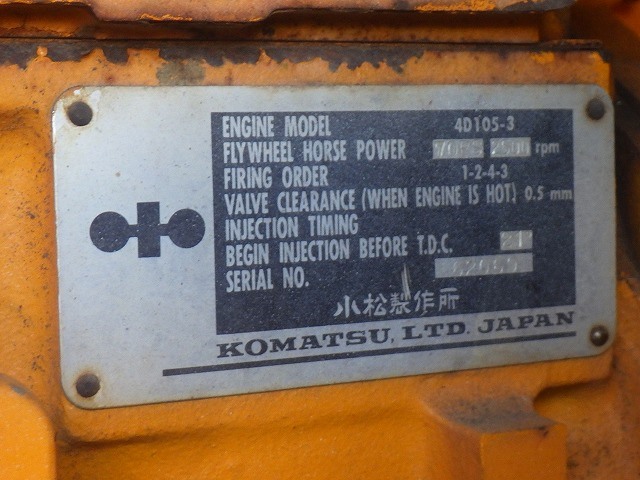 ENGINE MODEL 4D105-3
FLYWHEEL HORSE POWER rpm
FIRING ORDER 1-2-4-3
VALVE CLEARANCE (WHEN ENGINE IS HOT) 0.5 mm
INJECTION TIMING
BEGIN INJECTION BEFORE T.D.C.
SERIAL NO.
小松製作所
KOMATSU, LTD. JAPAN